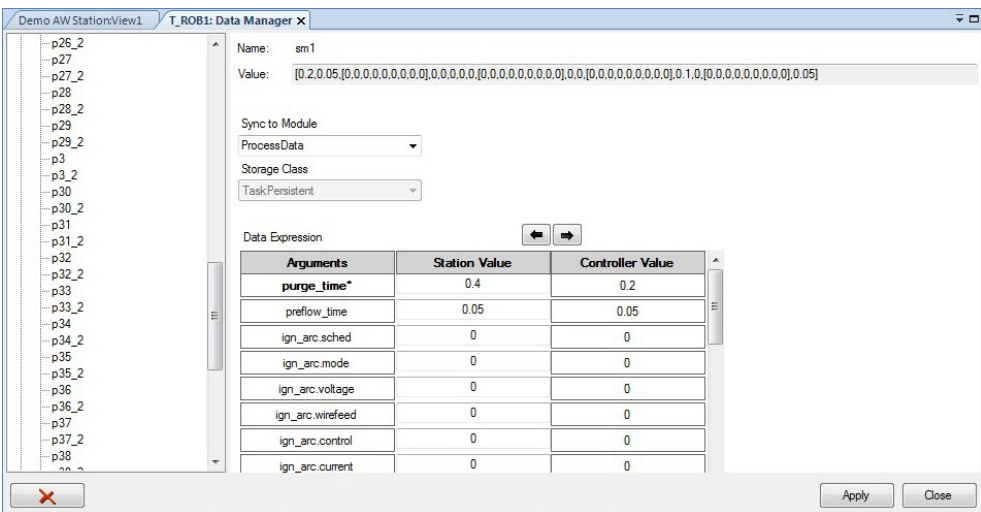 Demo AW Station:View1
T_ROB1: Data Manager
p26_2
p27
p27_2
p28
p28_2
p29
p29_2
p3
p3_2
p30
p30_2
p31
p31_2
p32
p32_2
p33
p33_2
p34
p34_2
p35
p35_2
p36
p36_2
p37
p37_2
p38
Name: sm1
Value: [0.2,0.05,[0,0,0,0,0,0,0,0,0],0,0,0,0,0,[0,0,0,0,0,0,0,0,0],0,0,[0,0,0,0,0,0,0,0,0],0.1,0,[0,0,0,0,0,0,0,0,0],0.05]
Sync to Module
ProcessData
Storage Class
TaskPersistent
Data Expression
Arguments Station Value Controller Value
purge_time* 0.4 0.2
preflow_time 0.05 0.05
ign_arc.sched 0 0
ign_arc.mode 0 0
ign_arc.voltage 0 0
ign_arc.wirefeed 0 0
ign_arc.control 0 0
ign_arc.current 0 0
Apply Close